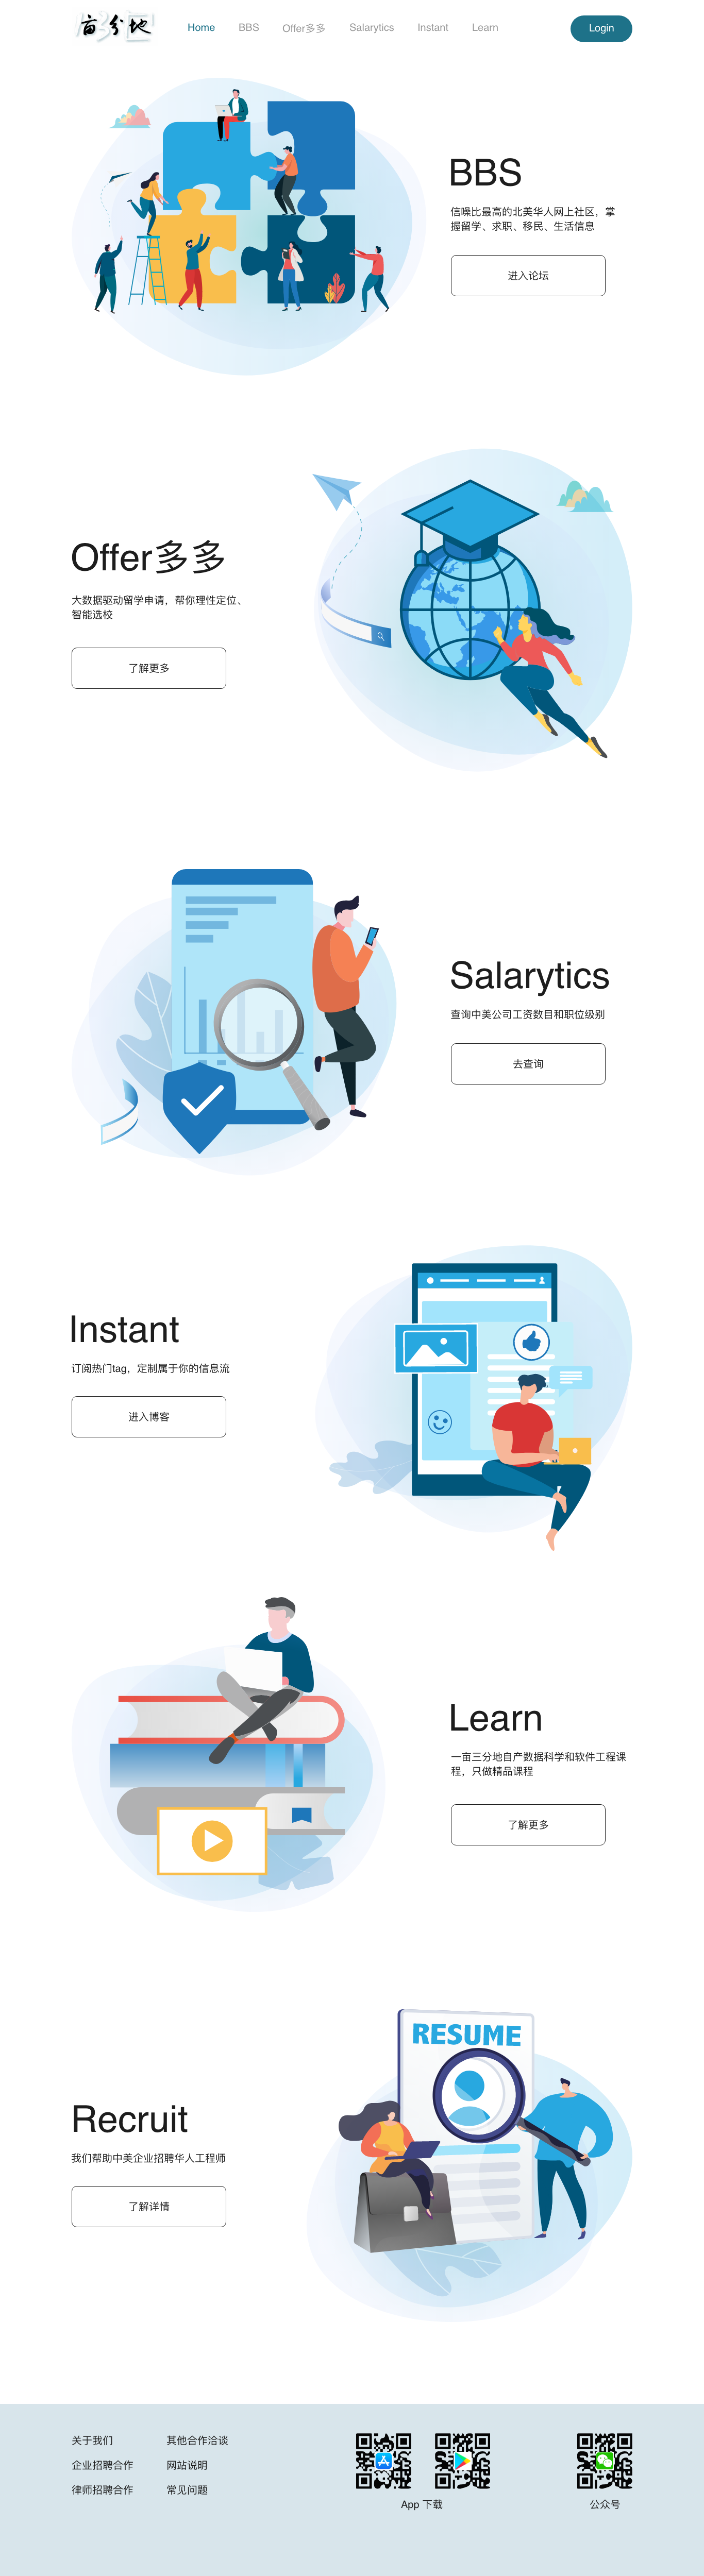 亩3分地
Home BBS Offer多多 Salarytics Instant Learn Login
BBS
信噪比最高的北美华人网上社区，掌
握留学、求职、移民、生活信息
进入论坛
Offer多多
大数据驱动留学申请，帮你理性定位、
智能选校
了解更多
Salarytics
查询中美公司工资数目和职位级别
去查询
Instant
订阅热门tag，定制属于你的信息流
进入博客
Learn
一亩三分地自产数据科学和软件工程课
程，只做精品课程
了解更多
RESUME
Recruit
我们帮助中美企业招聘华人工程师
了解详情
关于我们 其他合作洽谈
企业招聘合作 网站说明
律师招聘合作 常见问题
App 下载 公众号